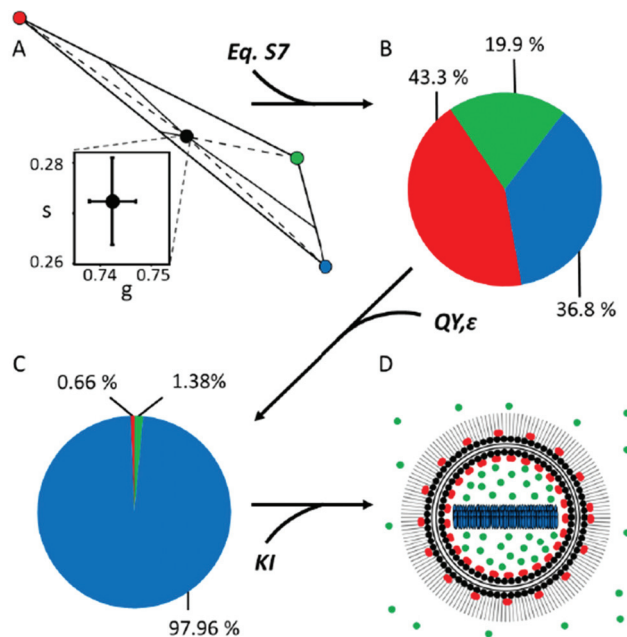 A
Eq. S7
B
19.9 %
43.3 %
0.28
s
0.26
0.74 0.75
g
36.8 %
QY,ε
C
0.66 %
1.38%
D
KI
97.96 %